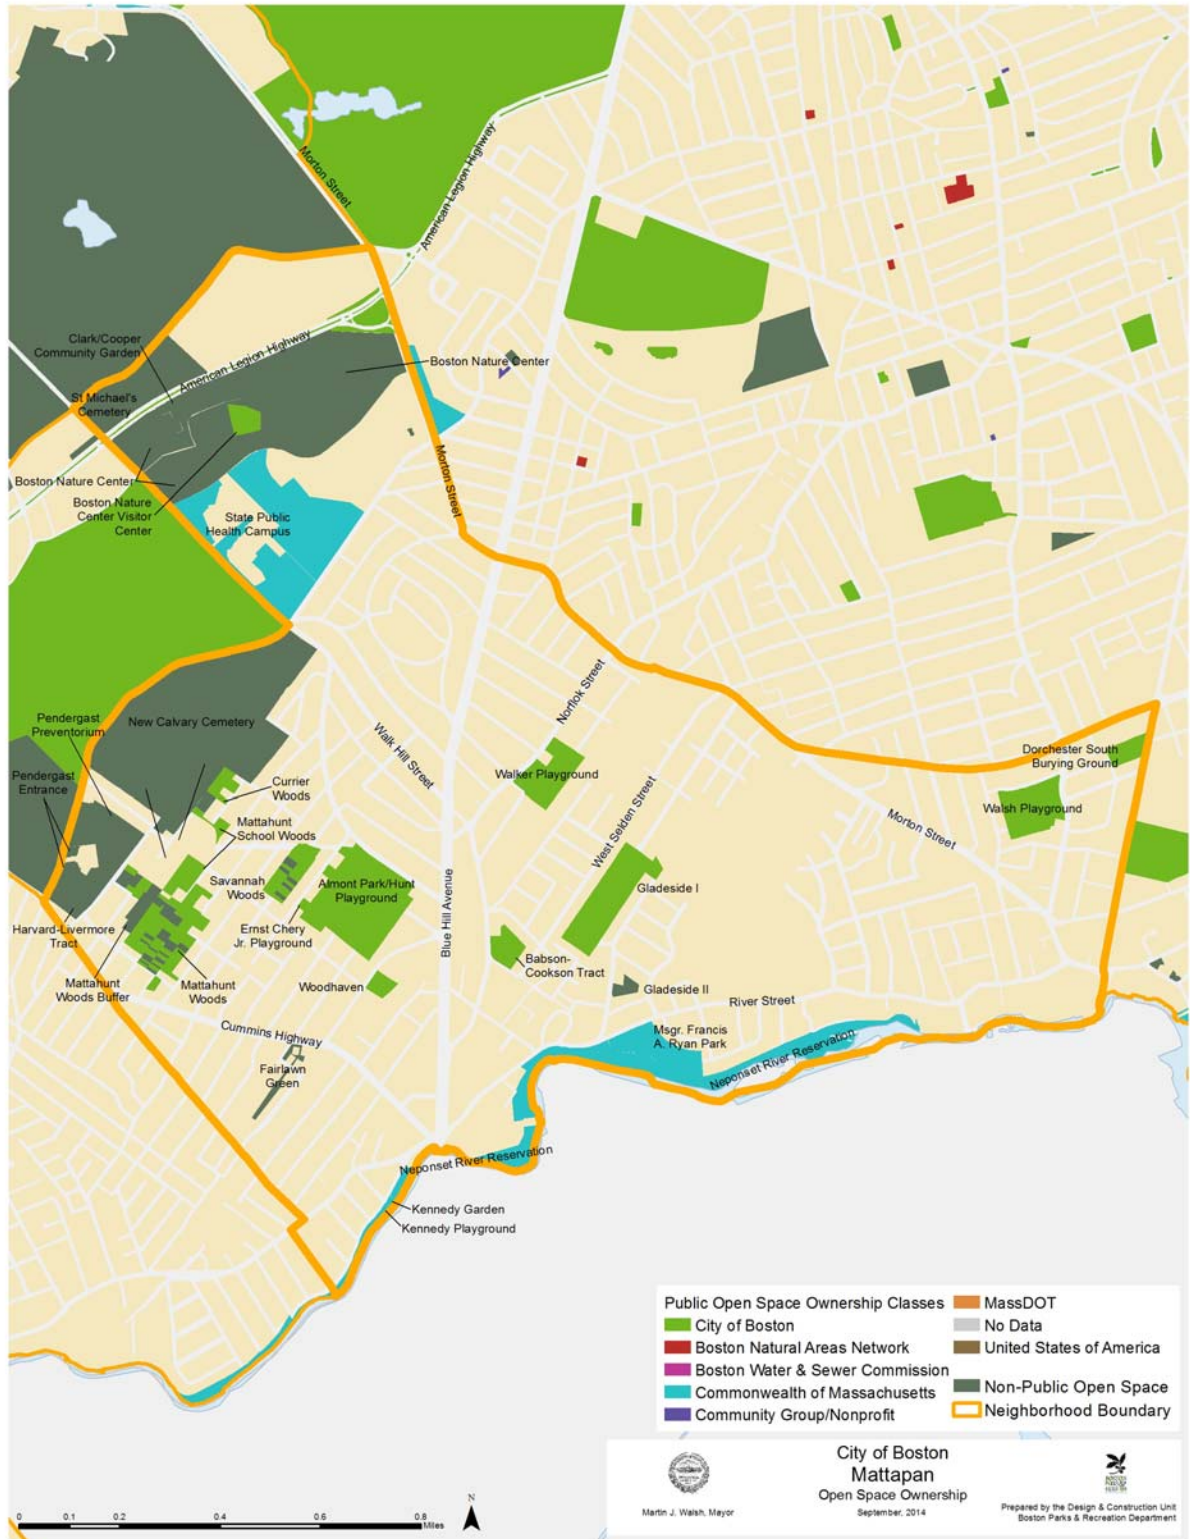 Morton Street
American Legion Highway
Clark/Cooper
Community Garden
American Legion Highway
Boston Nature Center
St Michael's
Cemetery
Morton Street
Boston Nature Center
Boston Nature
Center Visitor
Center
State Public
Health Campus
Norflok Street
Pendergast
Preventorium
New Calvary Cemetery
Walk Hill Street
Dorchester South
Burying Ground
Pendergast
Entrance
Currier
Woods
Walker Playground
Walsh Playground
Mattahunt
School Woods
West Selden Street
Morton Street
Savannah
Woods
Almont Park/Hunt
Playground
Gladeside I
Blue Hill Avenue
Harvard-Livermore
Tract
Ernst Chery
Jr. Playground
Babson-
Cookson Tract
Mattahunt
Woods Buffer
Mattahunt
Woods
Woodhaven
Gladeside II
River Street
Cummins Highway
Msgr. Francis
A. Ryan Park
Neponset River Reservation
Fairlawn
Green
Neponset River Reservation
Kennedy Garden
Kennedy Playground
Public Open Space Ownership Classes
City of Boston
Boston Natural Areas Network
Boston Water & Sewer Commission
Commonwealth of Massachusetts
Community Group/Nonprofit
MassDOT
No Data
United States of America
Non-Public Open Space
Neighborhood Boundary
City of Boston
Mattapan
Open Space Ownership
September, 2014
Martin J. Walsh, Mayor
Prepared by the Design & Construction Unit
Boston Parks & Recreation Department
N
0 0.1 0.2 0.4 0.6 0.8
Miles